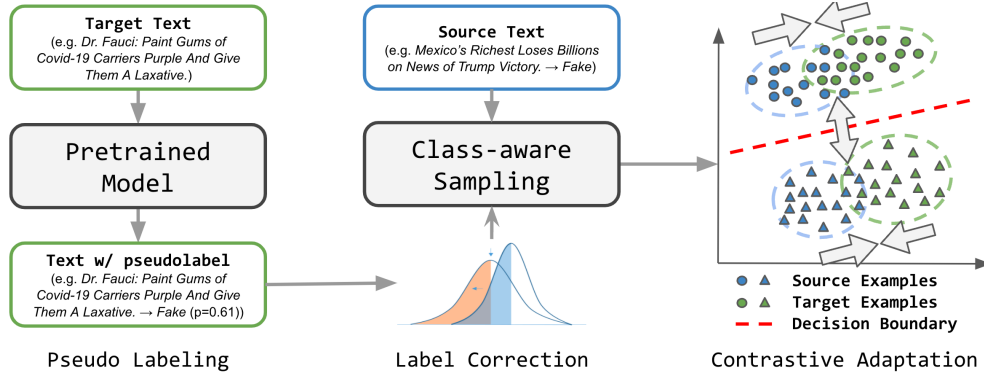 Target Text
(e.g. Dr. Fauci: Paint Gums of
Covid-19 Carriers Purple And Give
Them A Laxative.)
Pretrained
Model
Text w/ pseudolabel
(e.g. Dr. Fauci: Paint Gums of
Covid-19 Carriers Purple And Give
Them A Laxative. → Fake (p=0.61))
Pseudo Labeling
Source Text
(e.g. Mexico's Richest Loses Billions
on News of Trump Victory. → Fake)
Class-aware
Sampling
Label Correction
Source Examples
Target Examples
Decision Boundary
Contrastive Adaptation